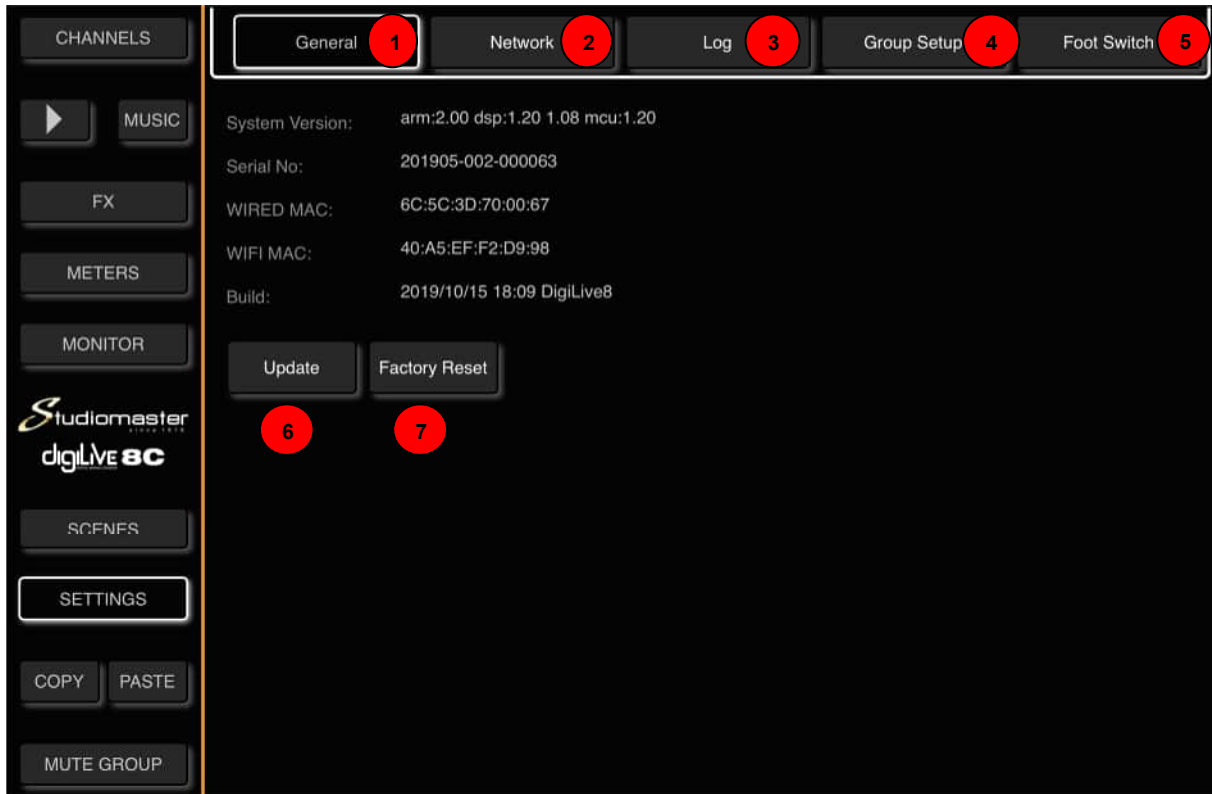 CHANNELS
General 1 Network 2 Log 3 Group Setup 4 Foot Switch 5
MUSIC
System Version: arm:2.00 dsp:1.20 1.08 mcu:1.20
Serial No: 201905-002-000063
FX
WIRED MAC: 6C:5C:3D:70:00:67
WIFI MAC: 40:A5:EF:F2:D9:98
METERS
Build: 2019/10/15 18:09 DigiLive8
MONITOR
Update Factory Reset
6 7
Studiomaster
digiLiVE 8C
SCENES
SETTINGS
COPY PASTE
MUTE GROUP